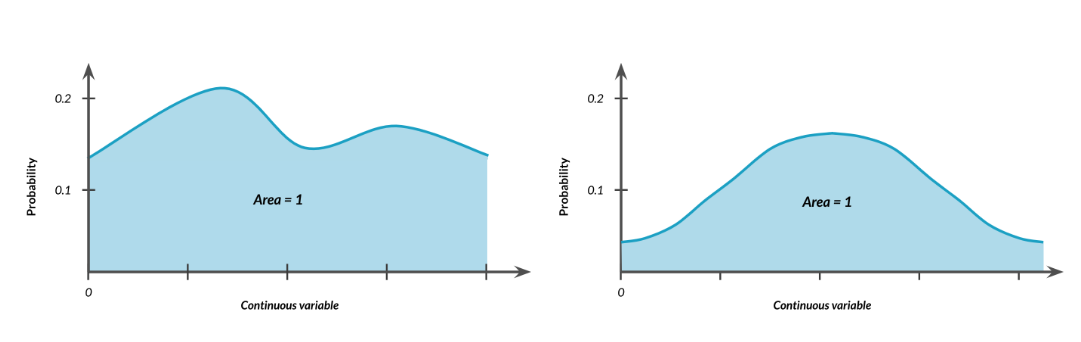 0.2
0.1
Probability
Area = 1
0
Continuous variable
0.2
0.1
Probability
Area = 1
0
Continuous variable